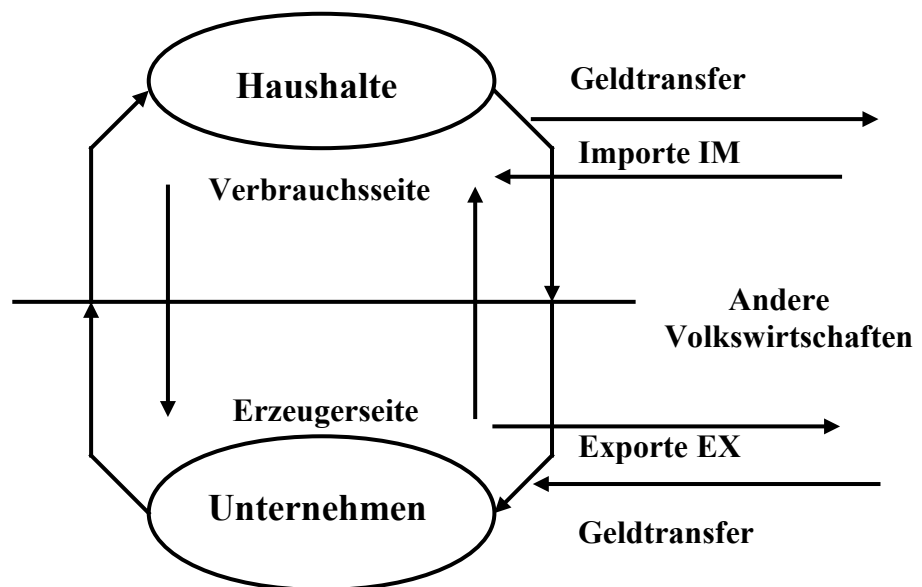 Haushalte
Geldtransfer
Importe IM
Verbrauchsseite
Andere
Volkswirtschaften
Erzeugerseite
Exporte EX
Unternehmen
Geldtransfer